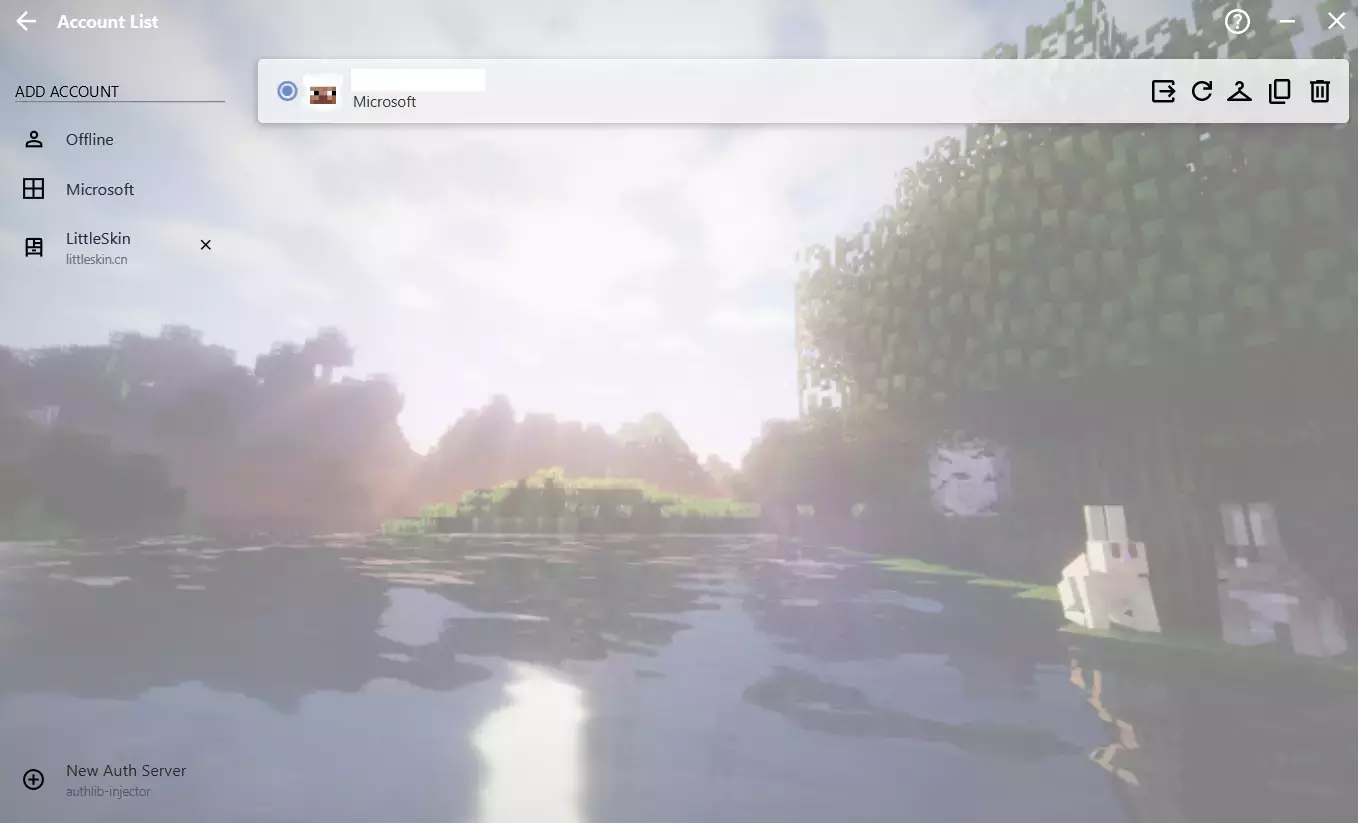 Account List
ADD ACCOUNT
Offline
Microsoft
LittleSkin
littleskin.cn
Microsoft
New Auth Server
authlib-injector